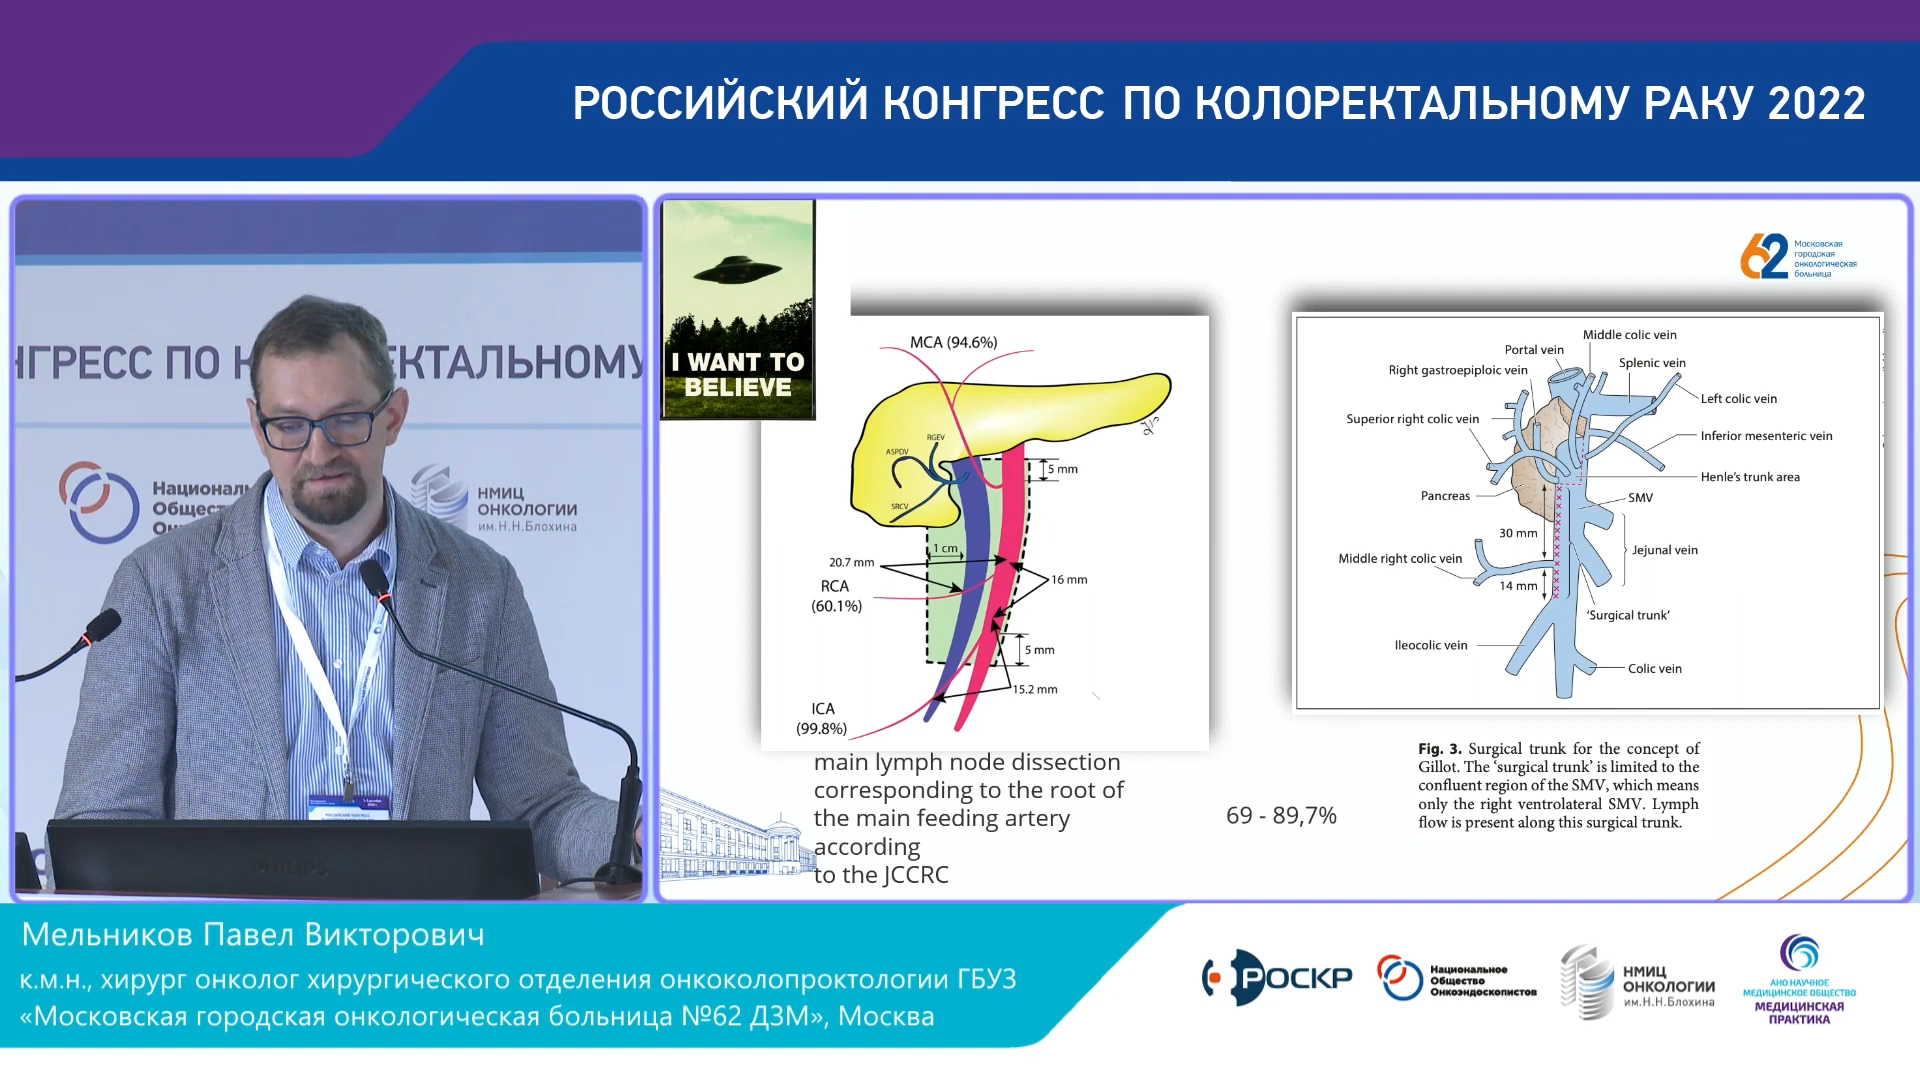 РОССИЙСКИЙ КОНГРЕСС ПО КОЛОРЕКТАЛЬНОМУ РАКУ 2022
НГРЕСС ПО К
ЕКТАЛЬНОМУ
Националь
Общест
Он
НМИЦ
ОНКОЛОГИИ
им.Н.Н.Блохина
PHILIPS
I WANT TO
BELIEVE
62
Московская
городская
онкологическая
больница
MCA (94.6%)
RGEV
ASPDV
SRCV
5 mm
1 cm
20.7 mm
RCA
(60.1%)
16 mm
5 mm
15.2 mm
ICA
(99.8%)
main lymph node dissection
corresponding to the root of
the main feeding artery
according
to the JCCRC
69 - 89,7%
Middle colic vein
Portal vein
Splenic vein
Right gastroepiploic vein
Left colic vein
Superior right colic vein
Inferior mesenteric vein
Henle's trunk area
Pancreas
SMV
30 mm
Jejunal vein
Middle right colic vein
14 mm
'Surgical trunk'
Ileocolic vein
Colic vein
Fig. 3. Surgical trunk for the concept of
Gillot. The 'surgical trunk' is limited to the
confluent region of the SMV, which means
only the right ventrolateral SMV. Lymph
flow is present along this surgical trunk.
Мельников Павел Викторович
к.м.н., хирург онколог хирургического отделения онкоколопроктологии ГБУЗ
«Московская городская онкологическая больница №62 ДЗМ», Москва
РОСКР
Национальное
Общество
Онкоэндоскопистов
НМИЦ
ОНКОЛОГИИ
им.Н.Н.Блохина
АНО НАУЧНОЕ
МЕДИЦИНСКОЕ ОБЩЕСТВО
МЕДИЦИНСКАЯ
ПРАКТИКА